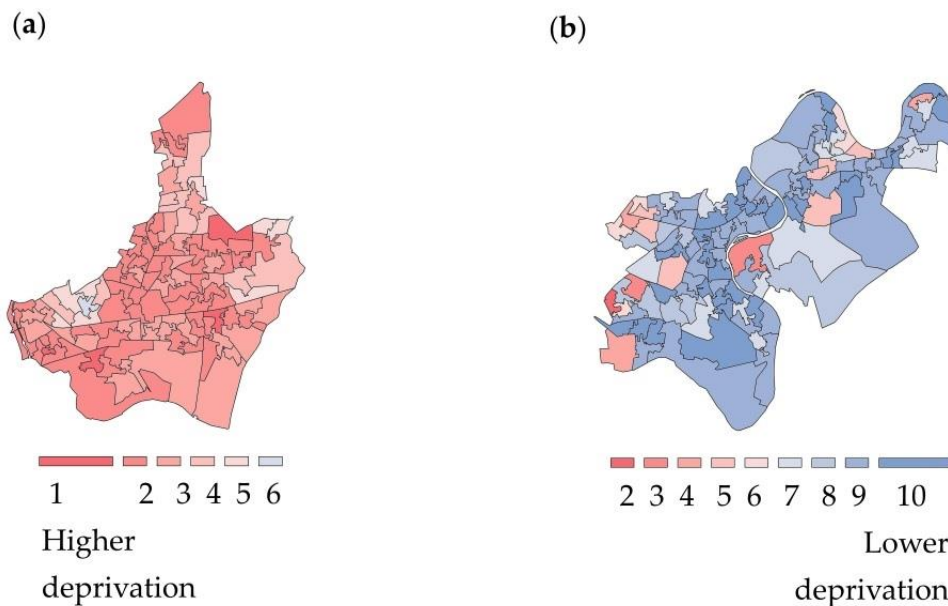 (a)
(b)
1 2 3 4 5 6
Higher
deprivation
2 3 4 5 6 7 8 9 10
Lower
deprivation